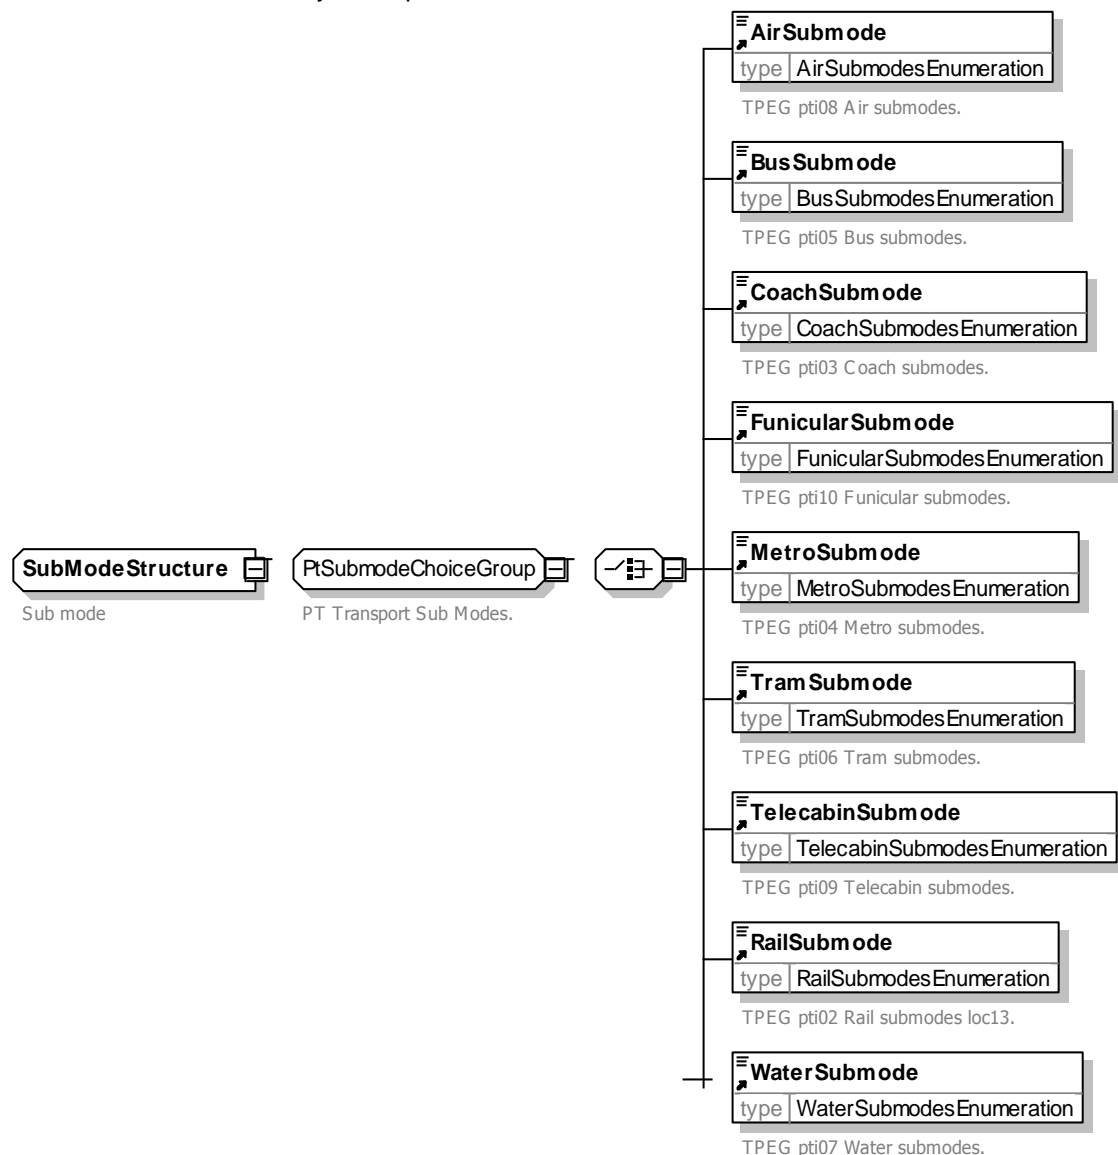 AirSubmode
type AirSubmodesEnumeration
TPEG pti08 Air submodes.
BusSubmode
type BusSubmodesEnumeration
TPEG pti05 Bus submodes.
CoachSubmode
type CoachSubmodesEnumeration
TPEG pti03 Coach submodes.
FunicularSubmode
type FunicularSubmodesEnumeration
TPEG pti10 Funicular submodes.
SubModeStructure
Sub mode
PtSubmodeChoiceGroup
PT Transport Sub Modes.
MetroSubmode
type MetroSubmodesEnumeration
TPEG pti04 Metro submodes.
TramSubmode
type TramSubmodesEnumeration
TPEG pti06 Tram submodes.
TelecabinSubmode
type TelecabinSubmodesEnumeration
TPEG pti09 Telecabin submodes.
RailSubmode
type RailSubmodesEnumeration
TPEG pti02 Rail submodes loc13.
WaterSubmode
type WaterSubmodesEnumeration
TPEG pti07 Water submodes.